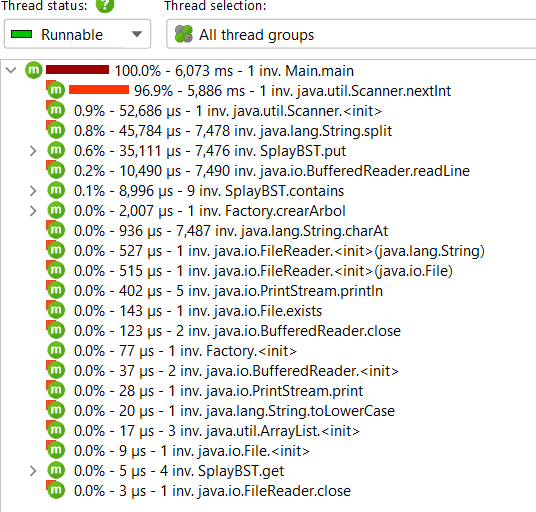 Thread status: ? Thread selection:
Runnable All thread groups
m 100.0% - 6,073 ms - 1 inv. Main.main
m 96.9% - 5,886 ms - 1 inv. java.util.Scanner.nextInt
m 0.9% - 52,686 µs - 1 inv. java.util.Scanner.<init>
m 0.8% - 45,784 µs - 7,478 inv. java.lang.String.split
m 0.6% - 35,111 µs - 7,476 inv. SplayBST.put
m 0.2% - 10,490 µs - 7,490 inv. java.io.BufferedReader.readLine
m 0.1% - 8,996 µs - 9 inv. SplayBST.contains
m 0.0% - 2,007 µs - 1 inv. Factory.crearArbol
m 0.0% - 936 µs - 7,487 inv. java.lang.String.charAt
m 0.0% - 527 µs - 1 inv. java.io.FileReader.<init>(java.lang.String)
m 0.0% - 515 µs - 1 inv. java.io.FileReader.<init>(java.io.File)
m 0.0% - 402 µs - 5 inv. java.io.PrintStream.println
m 0.0% - 143 µs - 1 inv. java.io.File.exists
m 0.0% - 123 µs - 2 inv. java.io.BufferedReader.close
m 0.0% - 77 µs - 1 inv. Factory.<init>
m 0.0% - 37 µs - 2 inv. java.io.BufferedReader.<init>
m 0.0% - 28 µs - 1 inv. java.io.PrintStream.print
m 0.0% - 20 µs - 1 inv. java.lang.String.toLowerCase
m 0.0% - 17 µs - 3 inv. java.util.ArrayList.<init>
m 0.0% - 9 µs - 1 inv. java.io.File.<init>
m 0.0% - 5 µs - 4 inv. SplayBST.get
m 0.0% - 3 µs - 1 inv. java.io.FileReader.close